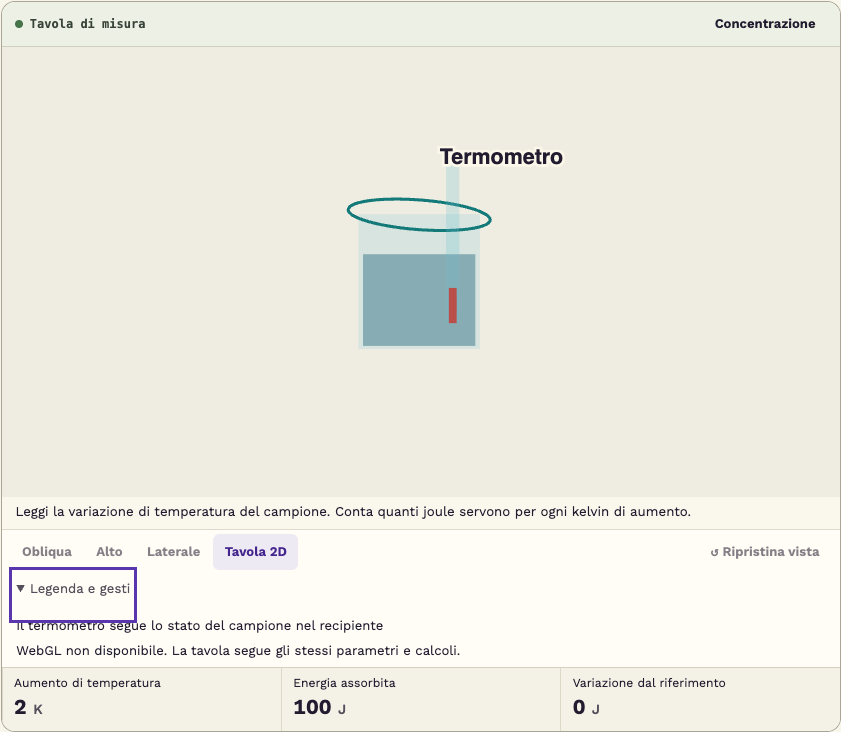 Tavola di misura
Concentrazione
Termometro
Leggi la variazione di temperatura del campione. Conta quanti joule servono per ogni kelvin di aumento.
Obliqua Alto Laterale Tavola 2D ↺ Ripristina vista
▼ Legenda e gesti
Il termometro segue lo stato del campione nel recipiente
WebGL non disponibile. La tavola segue gli stessi parametri e calcoli.
Aumento di temperatura
2 K
Energia assorbita
100 J
Variazione dal riferimento
0 J